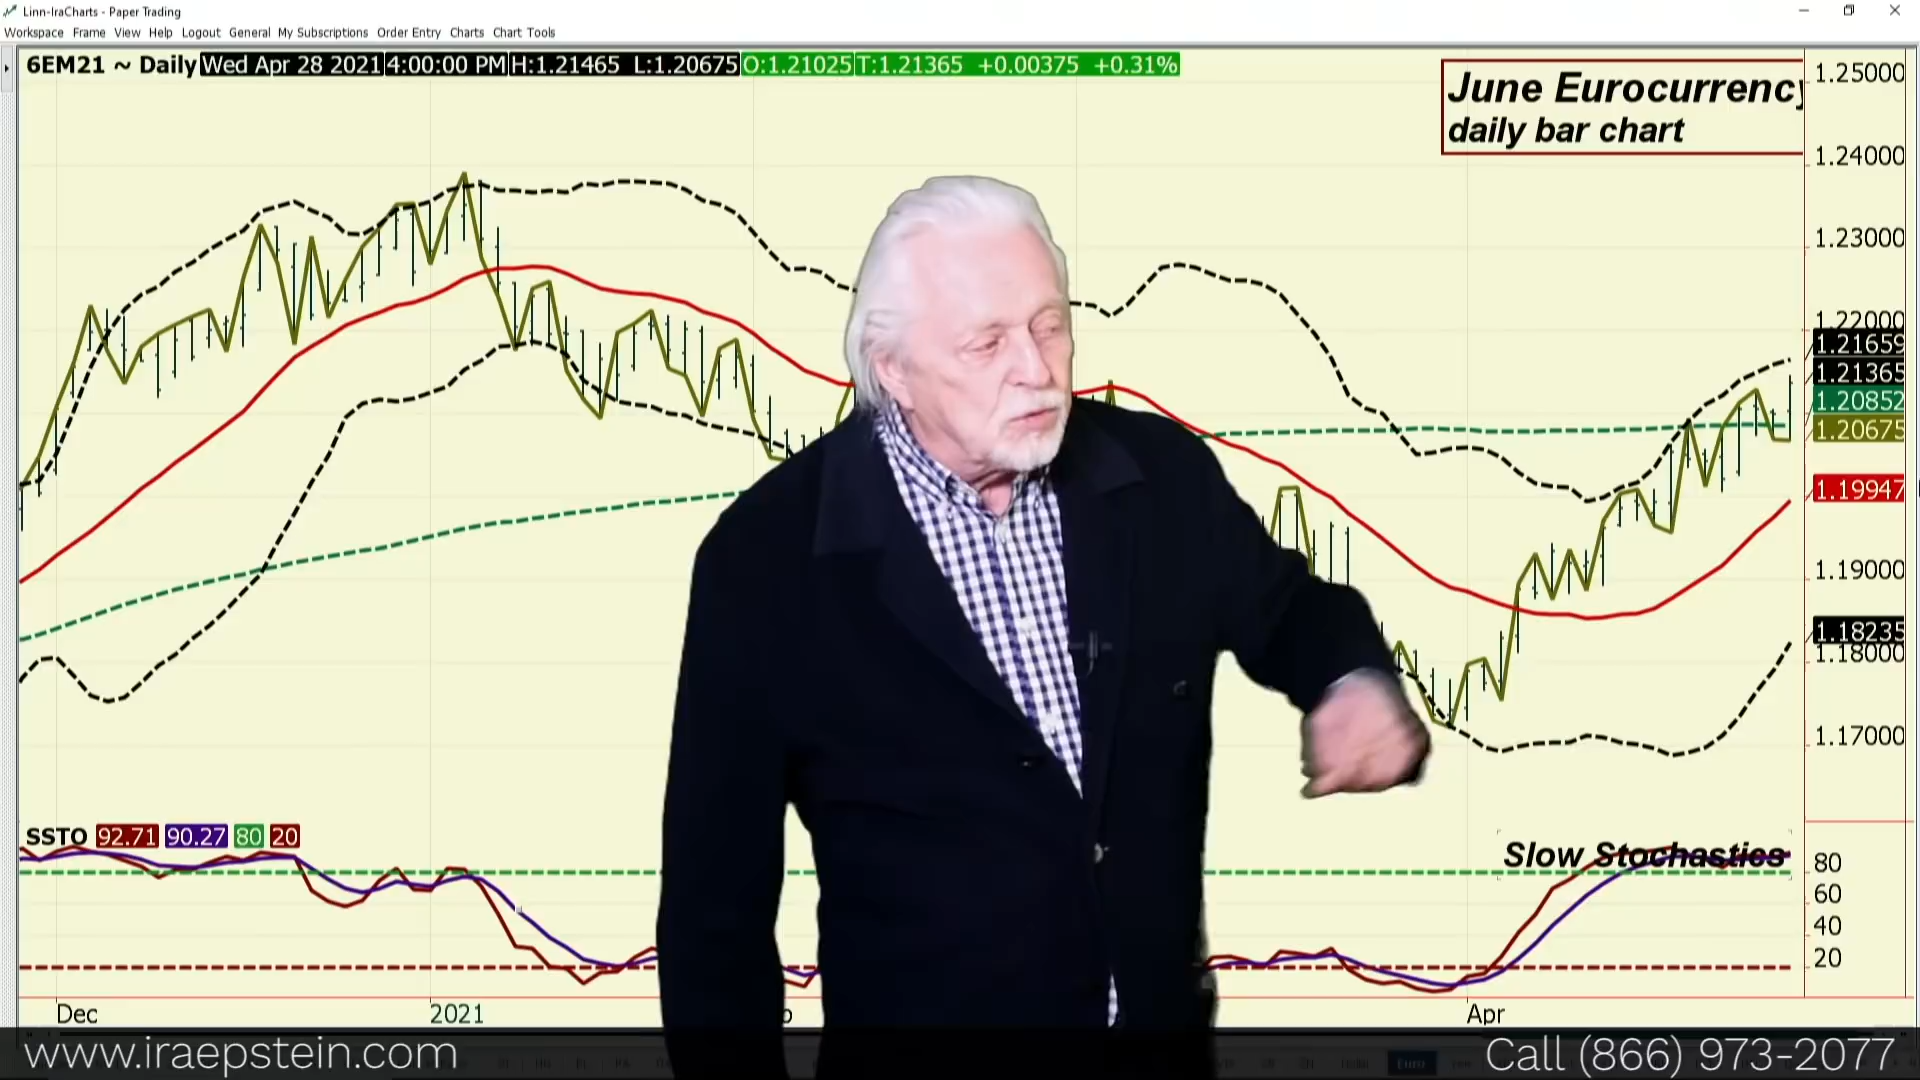 Linn-IraCharts - Paper Trading
Workspace Frame View Help Logout General My Subscriptions Order Entry Charts Chart Tools
6EM21 ~ Daily Wed Apr 28 2021 4:00:00 PM H:1.21465 L:1.20675 O:1.21025 T:1.21365 +0.00375 +0.31%
June Eurocurrency
daily bar chart
1.25000
1.24000
1.23000
1.22000
1.21659
1.21365
1.20852
1.20675
1.19947
1.19000
1.18235
1.18000
1.17000
SSTO 92.71 90.27 80 20
Slow Stochastics
80
60
40
20
Dec 2021 Apr
www.iraepstein.com
Euro
Call (866) 973-2077